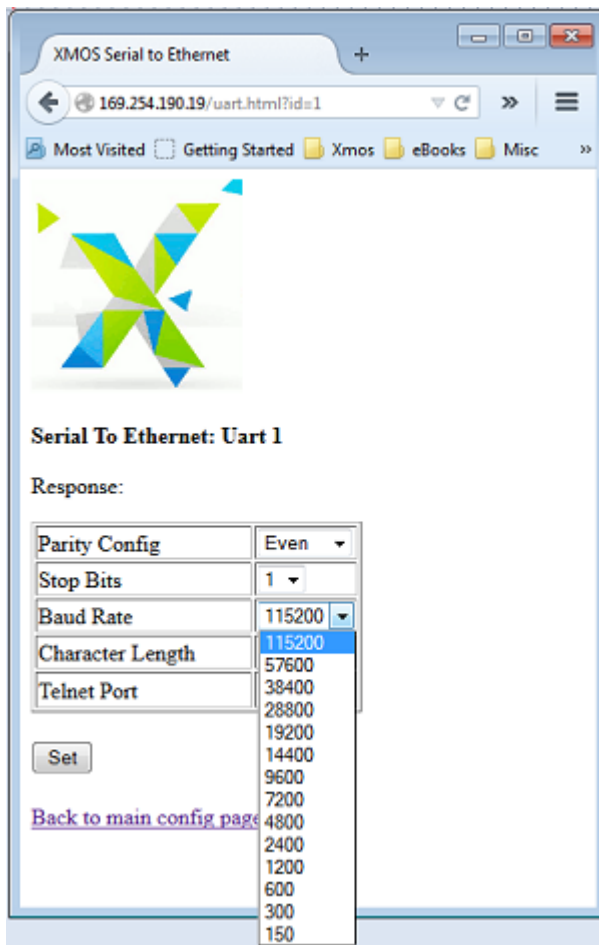 XMOS Serial to Ethernet
169.254.190.19/uart.html?id=1
Most Visited Getting Started Xmos eBooks Misc
Serial To Ethernet: Uart 1
Response:
Parity Config Even
Stop Bits 1
Baud Rate 115200
Character Length
Telnet Port
115200
57600
38400
28800
19200
14400
9600
7200
4800
2400
1200
600
300
150
Set
Back to main config page